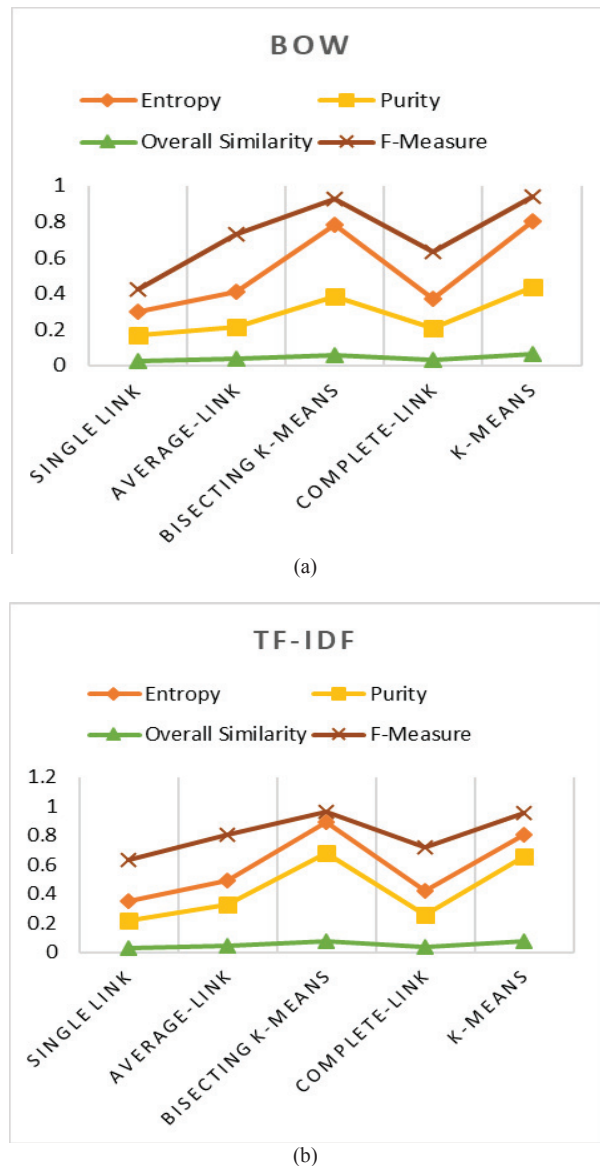 BOW
Entropy Purity
Overall Similarity F-Measure
1
0.8
0.6
0.4
0.2
0
SINGLE LINK
AVERAGE-LINK
BISECTING K-MEANS
COMPLETE-LINK
K-MEANS
(a)
TF-IDF
Entropy Purity
Overall Similarity F-Measure
1.2
1
0.8
0.6
0.4
0.2
0
SINGLE LINK
AVERAGE-LINK
BISECTING K-MEANS
COMPLETE-LINK
K-MEANS
(b)